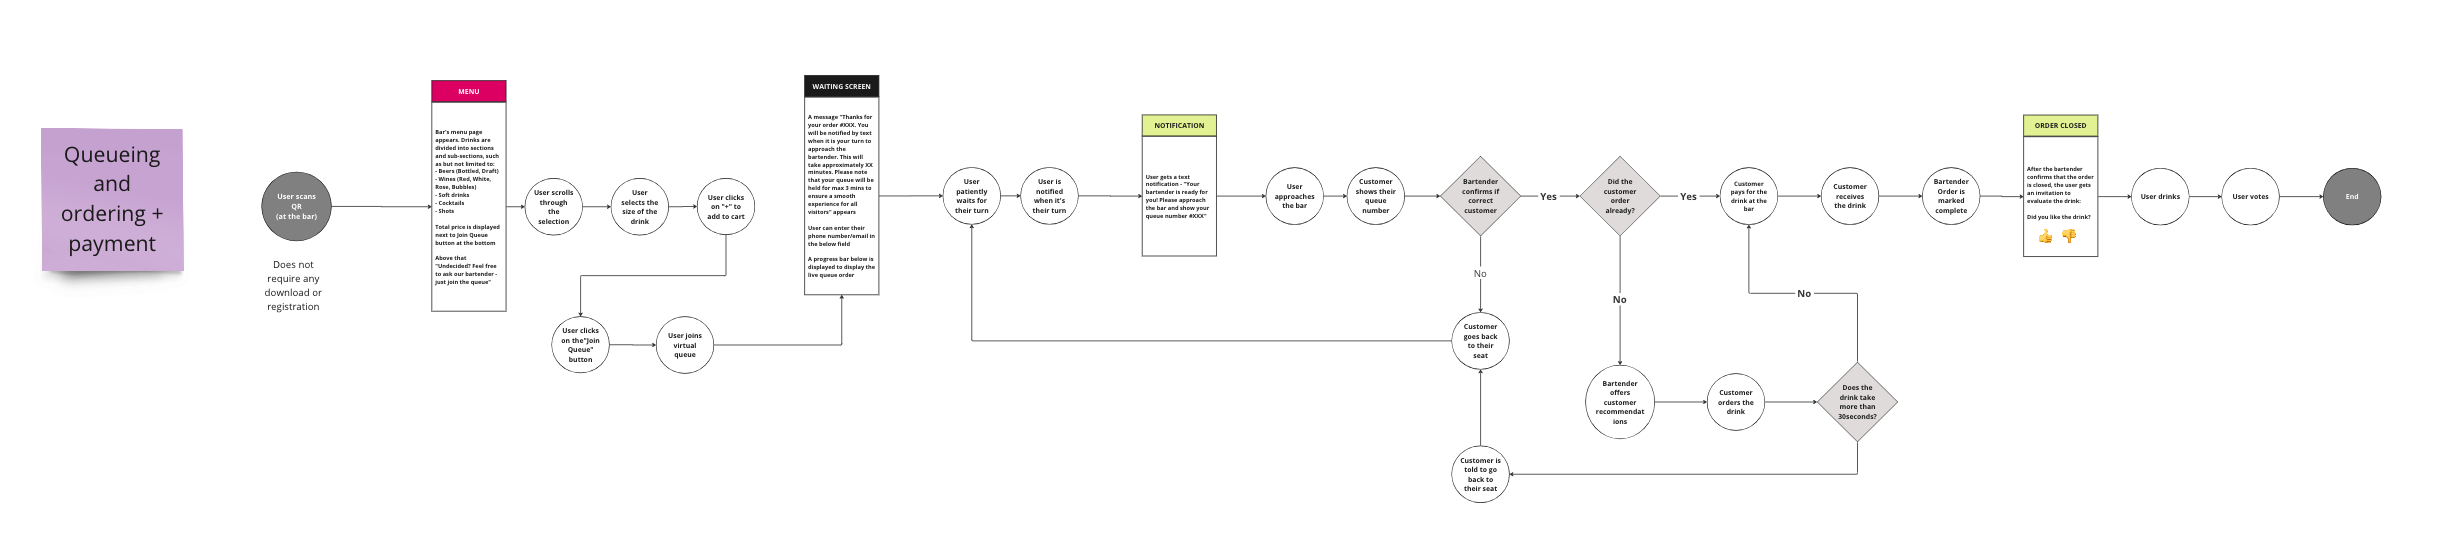 Queueing
and
ordering +
payment
User scans
QR
(at the bar)
Does not
require any
download or
registration
MENU
Bar's menu page
appears. Drinks are
divided into sections
and sub-sections, such
as but not limited to:
- Beers (Bottled, Draft)
- Wines (Red, White,
Rose, Bubbles)
- Soft drinks
- Cocktails
- Shots
Total price is displayed
next to Join Queue
button at the bottom
Above that
"Undecided? Feel free
to ask our bartender -
just join the queue"
User scrolls
through
the
selection
User
selects the
size of the
drink
User clicks
on "+" to
add to cart
User clicks
on the"Join
Queue"
button
User joins
virtual
queue
WAITING SCREEN
A message "Thanks for
your order #XXX. You
will be notified by text
when it is your turn to
approach the
bartender. This will
take approximately XX
minutes. Please note
that your queue will be
held for max 3 mins to
ensure a smooth
experience for all
visitors" appears
User can enter their
phone number/email in
the below field
A progress bar below is
displayed to display the
live queue order
User
patiently
waits for
their turn
User is
notified
when it's
their turn
NOTIFICATION
User gets a text
notification - "Your
bartender is ready for
you! Please approach
the bar and show your
queue number #XXX"
User
approaches
the bar
Customer
shows their
queue
number
Bartender
confirms if
correct
customer
Yes
No
Customer
goes back
to their
seat
Customer is
told to go
back to
their seat
Did the
customer
order
already?
Yes
No
Bartender
offers
customer
recommendat
ions
Customer
orders the
drink
Does the
drink take
more than
30seconds?
No
Customer
pays for the
drink at the
bar
Customer
receives
the drink
Bartender
Order is
marked
complete
ORDER CLOSED
After the bartender
confirms that the order
is closed, the user gets
an invitation to
evaluate the drink:
Did you like the drink?
User drinks
User votes
End